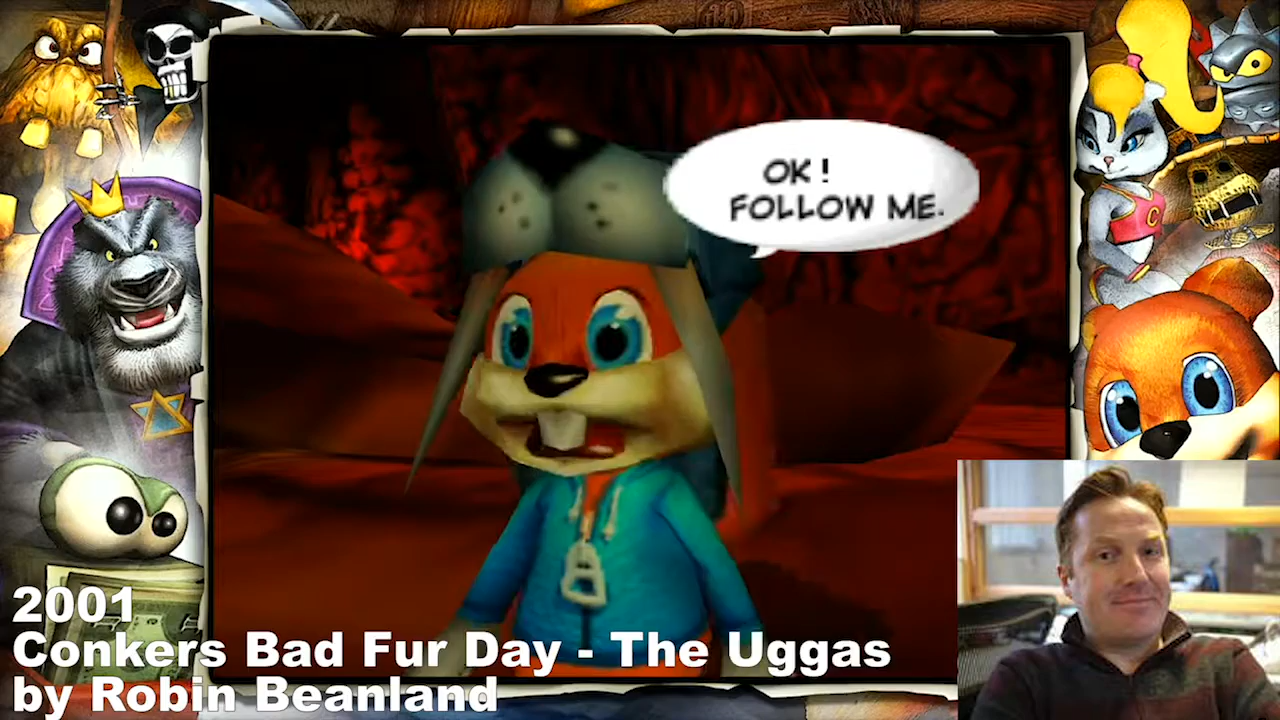 OK!
FOLLOW ME.
C
2001
Conkers Bad Fur Day - The Uggas
by Robin Beanland